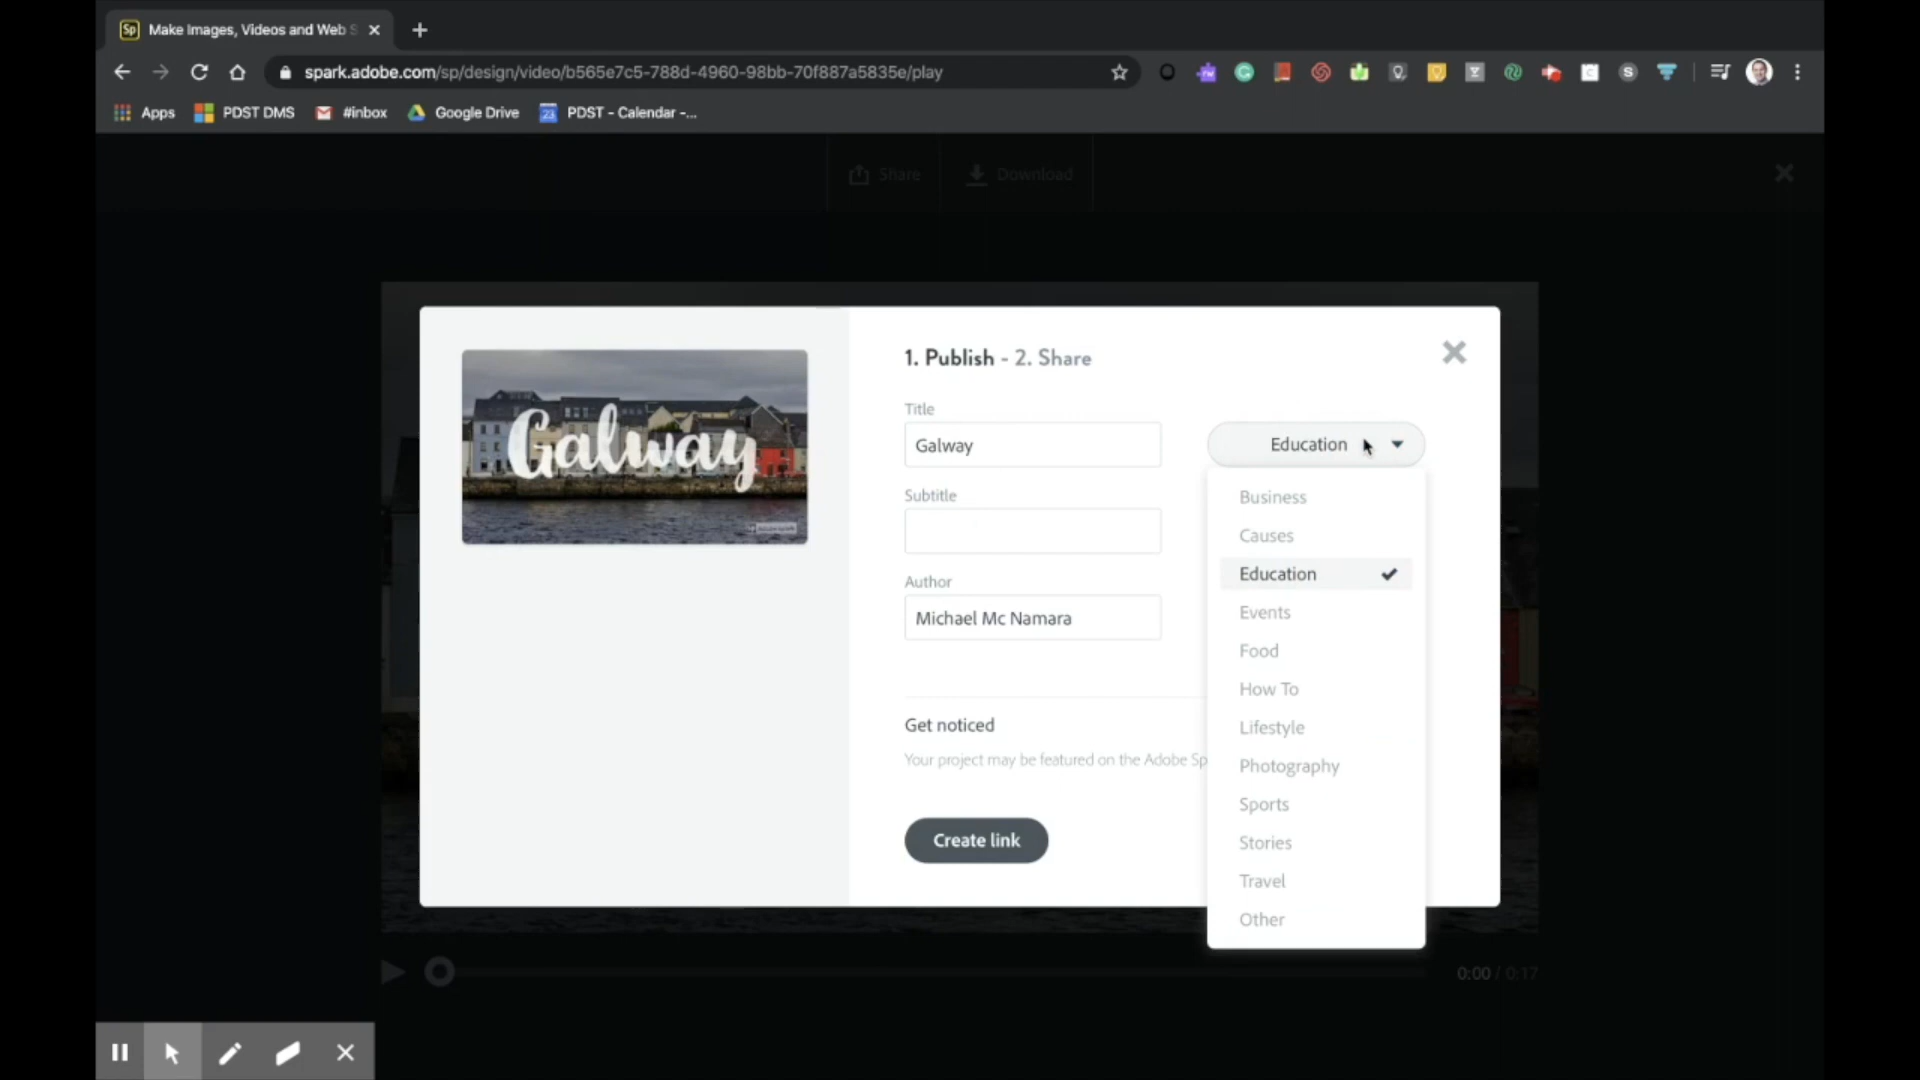 Sp Make Images, Videos and Web S
spark.adobe.com/sp/design/video/b565e7c5-788d-4960-98bb-70f887a5835e/play
Apps PDST DMS #inbox Google Drive 23 PDST - Calendar -...
Share Download
1. Publish - 2. Share
Title
Galway
Galway
Subtitle
Author
Michael Mc Namara
Get noticed
Your project may be featured on the Adobe Sp
Create link
Education
Business
Causes
Education
Events
Food
How To
Lifestyle
Photography
Sports
Stories
Travel
Other
0:00 / 0:17